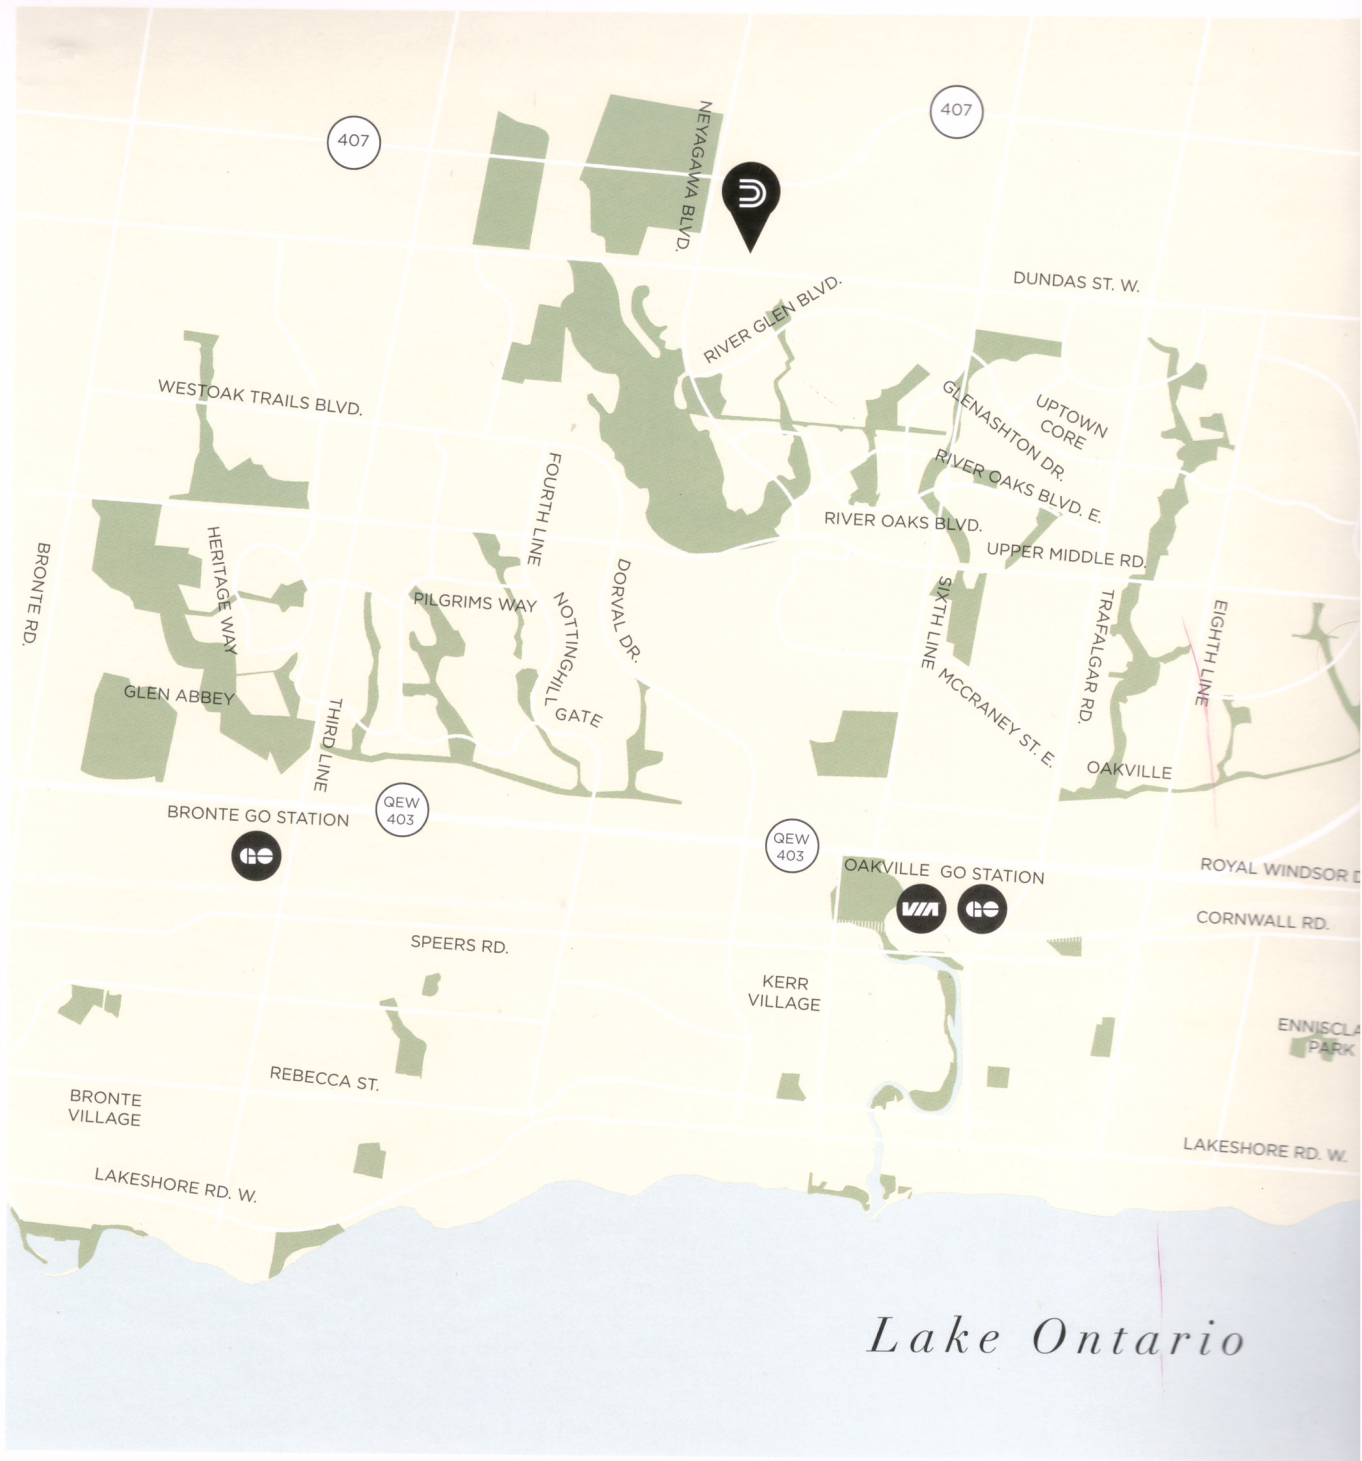 407
407
NEYAGAWA BLVD.
DUNDAS ST. W.
RIVER GLEN BLVD.
WESTOAK TRAILS BLVD.
GLENASHTON DR.
UPTOWN
CORE
RIVER OAKS BLVD. E.
RIVER OAKS BLVD.
UPPER MIDDLE RD.
FOURTH LINE
BRONTE RD.
HERITAGE WAY
PILGRIMS WAY
NOTTINGHILL
GATE
DORVAL DR.
SIXTH LINE
TRAFALGAR RD.
EIGHTH LINE
GLEN ABBEY
THIRD LINE
MCCRANEY ST. E.
OAKVILLE
BRONTE GO STATION
QEW
403
QEW
403
GO
OAKVILLE GO STATION
VIA
GO
ROYAL WINDSOR D
CORNWALL RD.
SPEERS RD.
KERR
VILLAGE
ENNISCLA
PARK
REBECCA ST.
BRONTE
VILLAGE
LAKESHORE RD. W.
LAKESHORE RD. W.
Lake Ontario